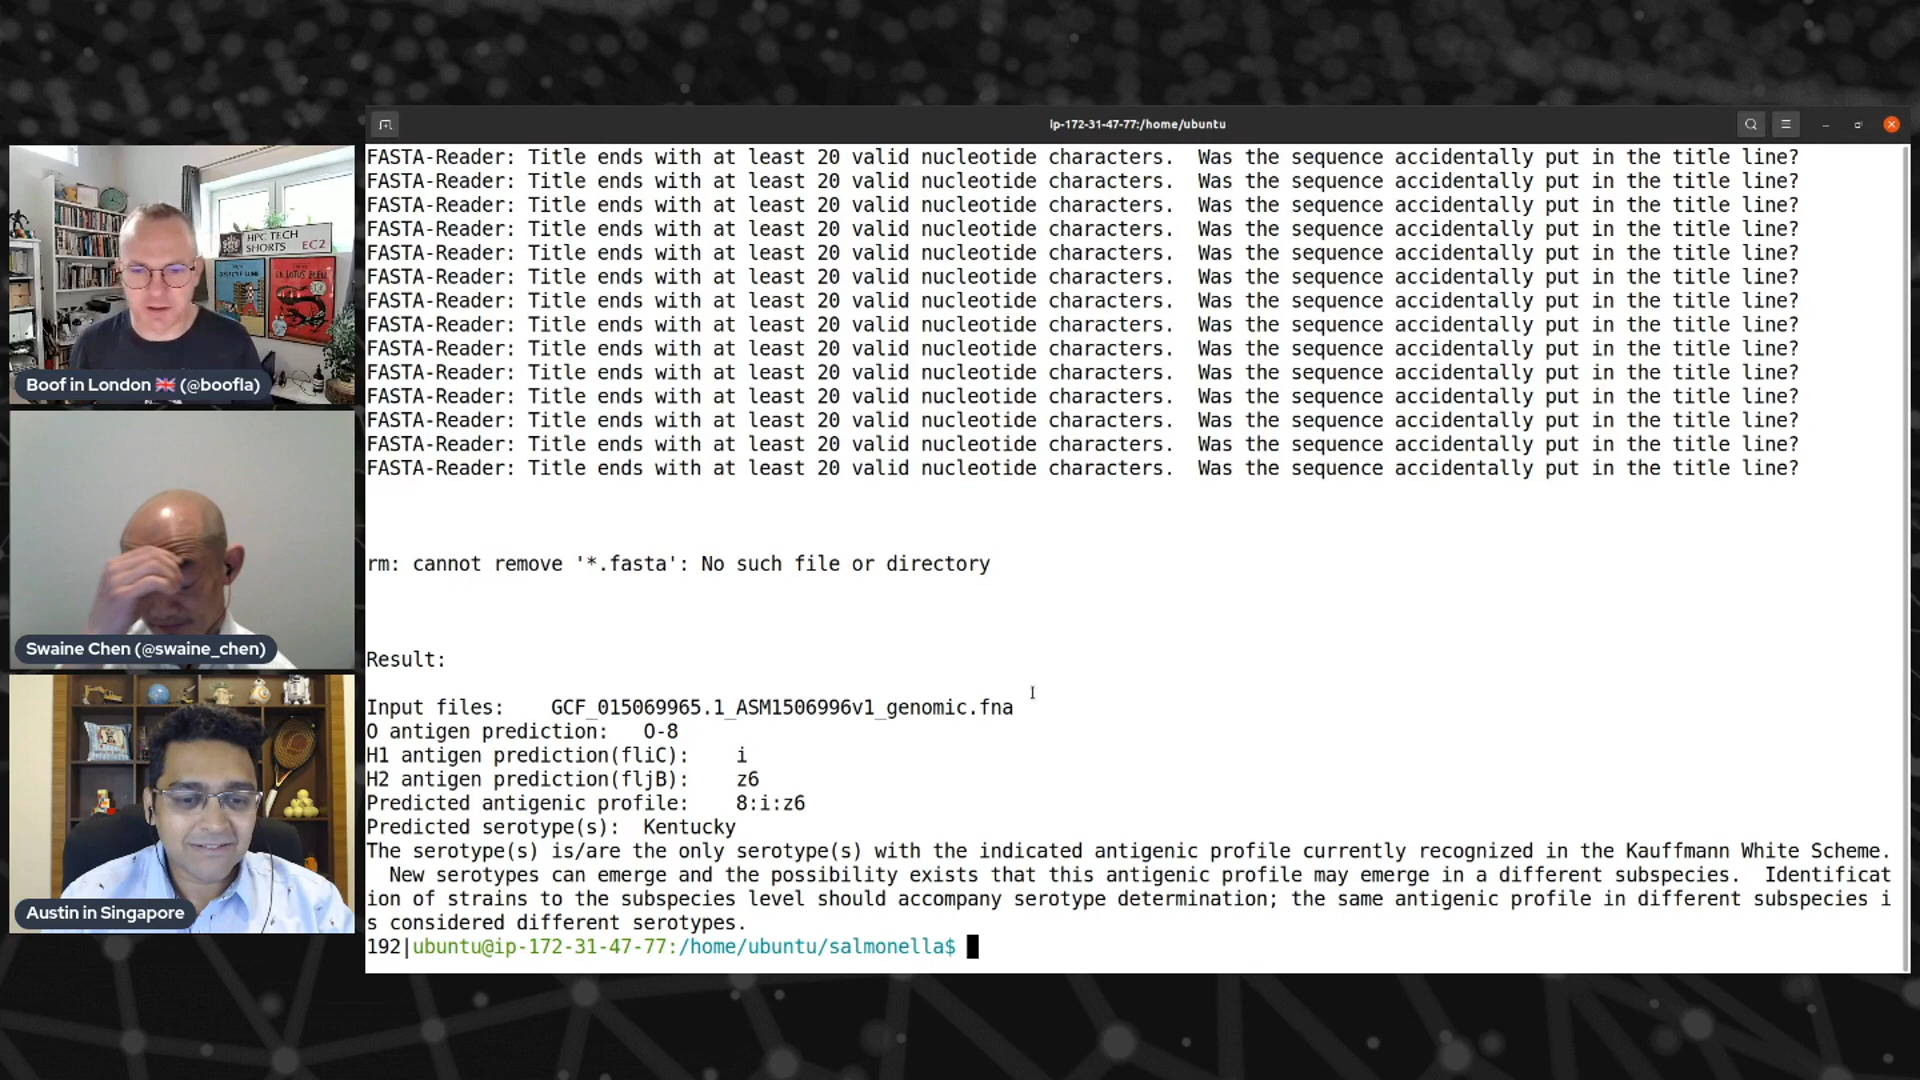 ip-172-31-47-77:/home/ubuntu
FASTA-Reader: Title ends with at least 20 valid nucleotide characters.  Was the sequence accidentally put in the title line?
FASTA-Reader: Title ends with at least 20 valid nucleotide characters.  Was the sequence accidentally put in the title line?
FASTA-Reader: Title ends with at least 20 valid nucleotide characters.  Was the sequence accidentally put in the title line?
FASTA-Reader: Title ends with at least 20 valid nucleotide characters.  Was the sequence accidentally put in the title line?
FASTA-Reader: Title ends with at least 20 valid nucleotide characters.  Was the sequence accidentally put in the title line?
FASTA-Reader: Title ends with at least 20 valid nucleotide characters.  Was the sequence accidentally put in the title line?
FASTA-Reader: Title ends with at least 20 valid nucleotide characters.  Was the sequence accidentally put in the title line?
FASTA-Reader: Title ends with at least 20 valid nucleotide characters.  Was the sequence accidentally put in the title line?
FASTA-Reader: Title ends with at least 20 valid nucleotide characters.  Was the sequence accidentally put in the title line?
FASTA-Reader: Title ends with at least 20 valid nucleotide characters.  Was the sequence accidentally put in the title line?
FASTA-Reader: Title ends with at least 20 valid nucleotide characters.  Was the sequence accidentally put in the title line?
FASTA-Reader: Title ends with at least 20 valid nucleotide characters.  Was the sequence accidentally put in the title line?
FASTA-Reader: Title ends with at least 20 valid nucleotide characters.  Was the sequence accidentally put in the title line?
FASTA-Reader: Title ends with at least 20 valid nucleotide characters.  Was the sequence accidentally put in the title line?
rm: cannot remove '*.fasta': No such file or directory
Result:
Input files:    GCF_015069965.1_ASM1506996v1_genomic.fna
O antigen prediction:   O-8
H1 antigen prediction(fliC):    i
H2 antigen prediction(fljB):    z6
Predicted antigenic profile:    8:i:z6
Predicted serotype(s):  Kentucky
The serotype(s) is/are the only serotype(s) with the indicated antigenic profile currently recognized in the Kauffmann White Scheme.
New serotypes can emerge and the possibility exists that this antigenic profile may emerge in a different subspecies.  Identificat
ion of strains to the subspecies level should accompany serotype determination; the same antigenic profile in different subspecies i
s considered different serotypes.
192|ubuntu@ip-172-31-47-77:/home/ubuntu/salmonella$
HPC TECH
SHORTS EC2
LE LOTUS BLEU
Boof in London 🇬🇧 (@boofla)
Swaine Chen (@swaine_chen)
Austin in Singapore